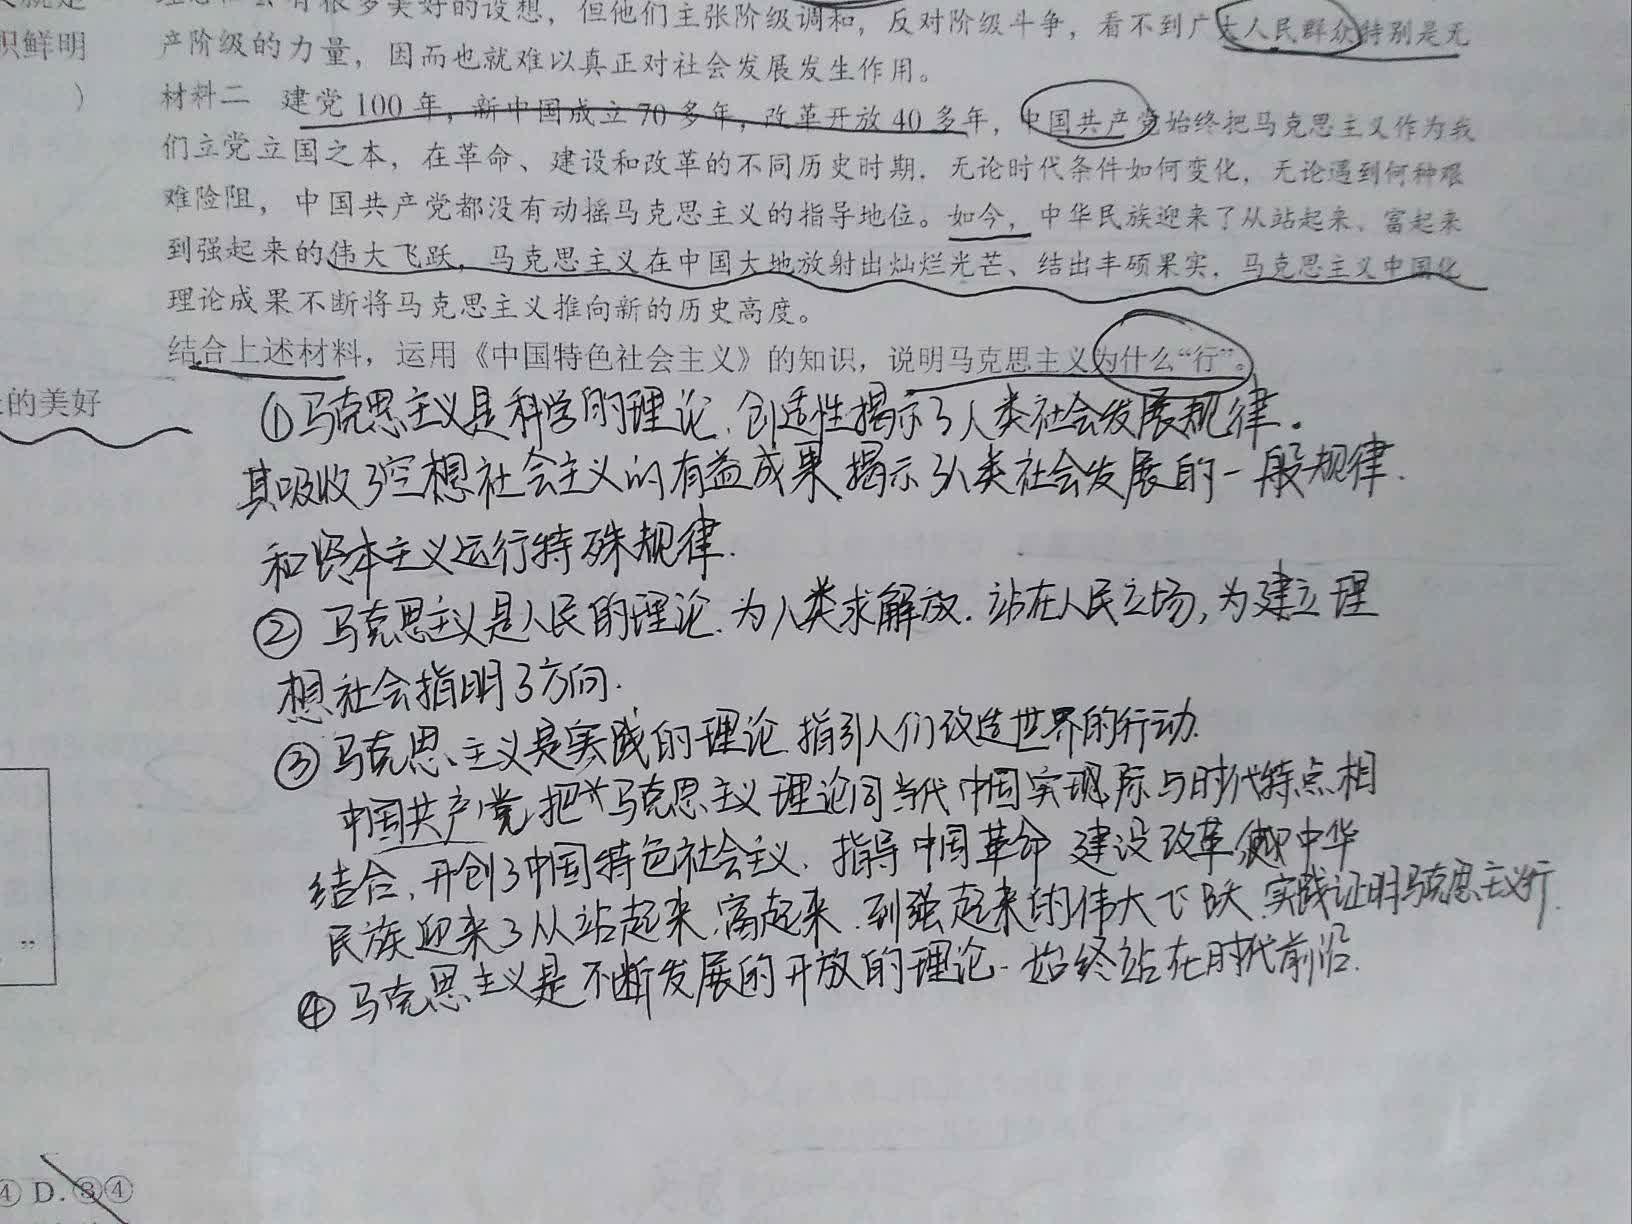 理想社会有很多美好的设想，但他们主张阶级调和，反对阶级斗争，看不到广大人民群众特别是无
产阶级的力量，因而也就难以真正对社会发展发生作用。
材料二 建党100年，新中国成立70多年，改革开放40多年，中国共产党始终把马克思主义作为我
们立党立国之本，在革命、建设和改革的不同历史时期，无论时代条件如何变化，无论遇到何种艰
难险阻，中国共产党都没有动摇马克思主义的指导地位。如今，中华民族迎来了从站起来、富起来
到强起来的伟大飞跃，马克思主义在中国大地放射出灿烂光芒、结出丰硕果实，马克思主义中国化
理论成果不断将马克思主义推向新的历史高度。
结合上述材料，运用《中国特色社会主义》的知识，说明马克思主义为什么“行”。
①马克思主义是科学的理论、创造性揭示了人类社会发展规律。
其吸收了空想社会主义的有益成果，揭示了人类社会发展的一般规律.
和资本主义运行特殊规律.
② 马克思主义是人民的理论.为人类求解放.站在人民立场,为建立理
想社会指明了方向.
③ 马克思主义是实践的理论 指引人们改造世界的行动.
中国共产党把马克思主义理论同当代中国实际与时代特点相
结合,开创了中国特色社会主义.指导中国革命 建设 改革,使中华
民族迎来了从站起来.富起来.到强起来的伟大飞跃.实践证明马克思主义行.
④马克思主义是不断发展的开放的理论.始终站在时代前沿.
织鲜明
）
的美好
”
④ D.③④